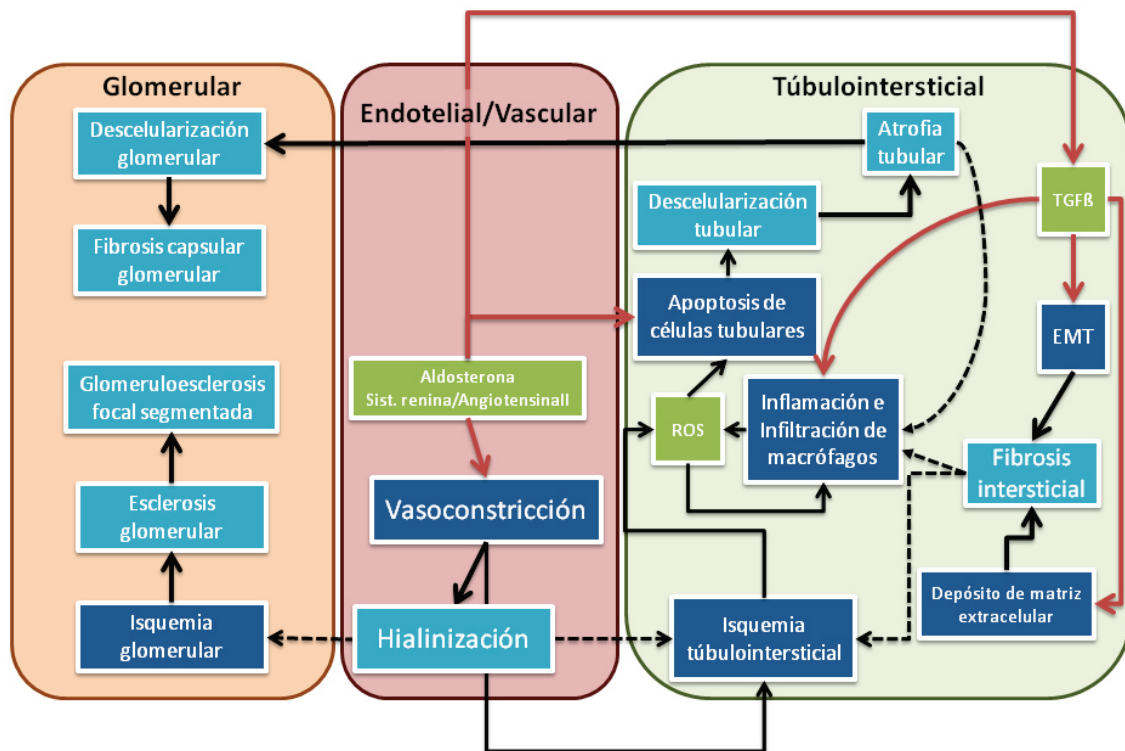 Glomerular
Descelularización
glomerular
Fibrosis capsular
glomerular
Glomeruloesclerosis
focal segmentada
Esclerosis
glomerular
Isquemia
glomerular
Endotelial/Vascular
Aldosterona
Sist. renina/AngiotensinaII
Vasoconstricción
Hialinización
Túbulointersticial
Atrofia
tubular
Descelularización
tubular
TGFß
Apoptosis de
células tubulares
EMT
ROS
Inflamación e
Infiltración de
macrófagos
Fibrosis
intersticial
Depósito de matriz
extracelular
Isquemia
túbulointersticial